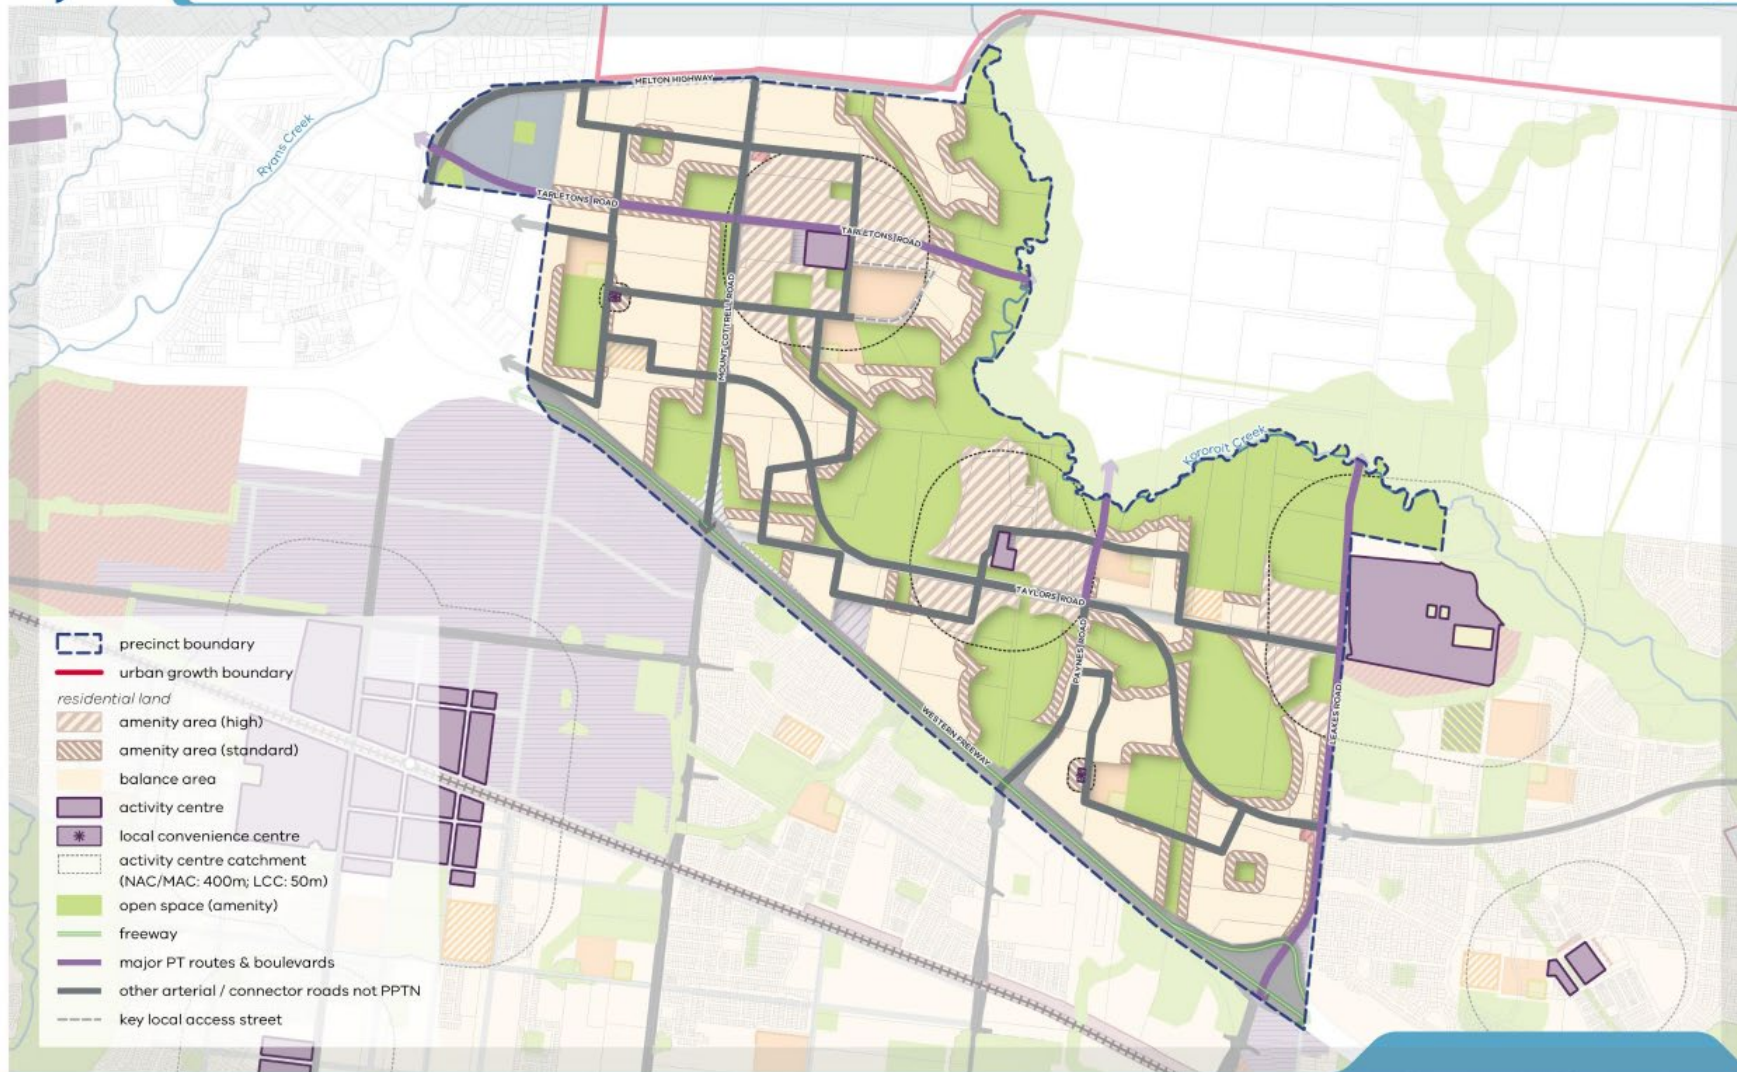 MELTON HIGHWAY
Ryans Creek
TARLETONS ROAD
TARLETONS ROAD
MOUNT COTTRELL ROAD
Kororoit Creek
TAYLORS ROAD
PAYNES ROAD
LEAKES ROAD
WESTERN FREEWAY
precinct boundary
urban growth boundary
residential land
amenity area (high)
amenity area (standard)
balance area
activity centre
local convenience centre
activity centre catchment
(NAC/MAC: 400m; LCC: 50m)
open space (amenity)
freeway
major PT routes & boulevards
other arterial / connector roads not PPTN
key local access street